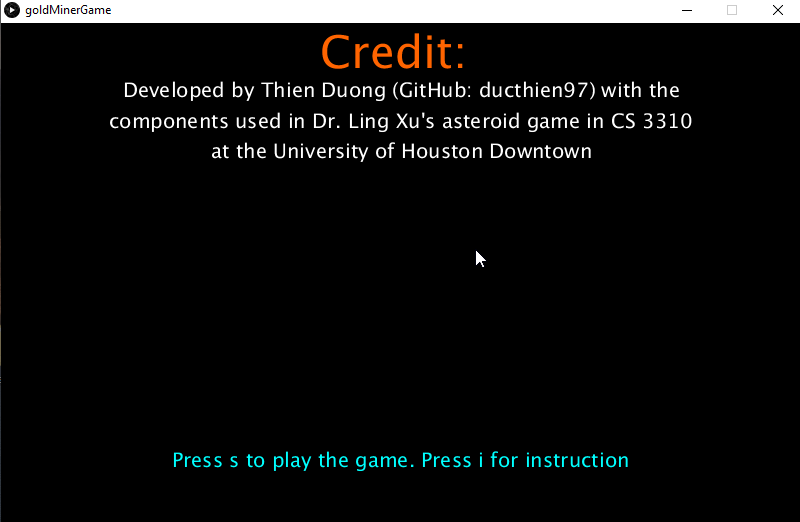 goldMinerGame
Credit:
Developed by Thien Duong (GitHub: ducthien97) with the
components used in Dr. Ling Xu's asteroid game in CS 3310
at the University of Houston Downtown
Press s to play the game. Press i for instruction